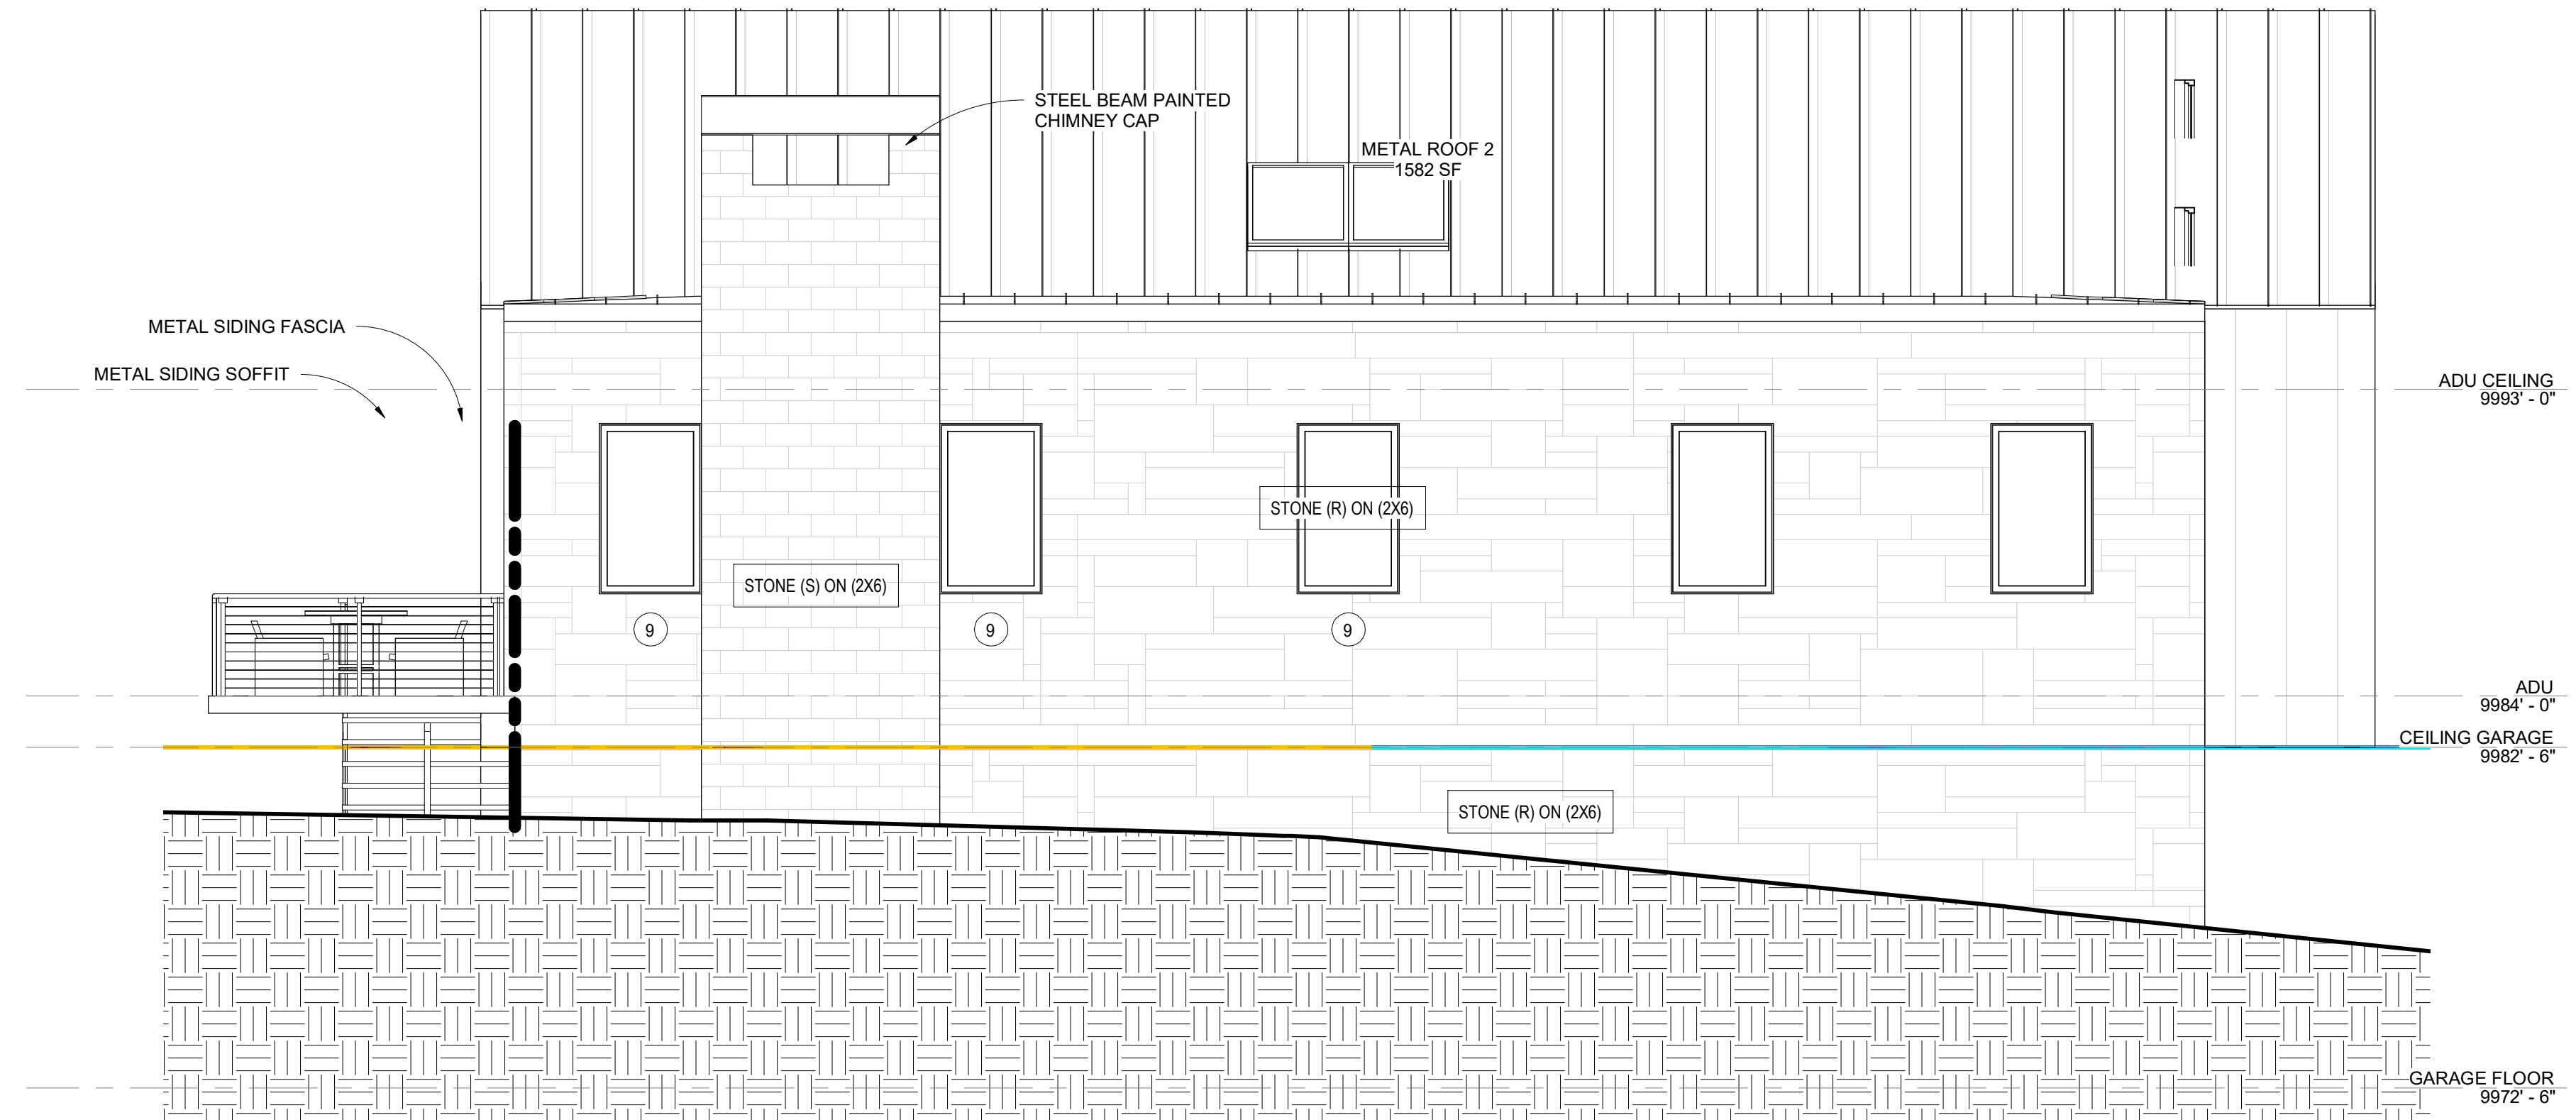 STEEL BEAM PAINTED
CHIMNEY CAP
METAL ROOF 2
1582 SF
METAL SIDING FASCIA
METAL SIDING SOFFIT
ADU CEILING
9993' - 0"
STONE (R) ON (2X6)
STONE (S) ON (2X6)
9
9
9
ADU
9984' - 0"
CEILING GARAGE
9982' - 6"
STONE (R) ON (2X6)
GARAGE FLOOR
9972' - 6"